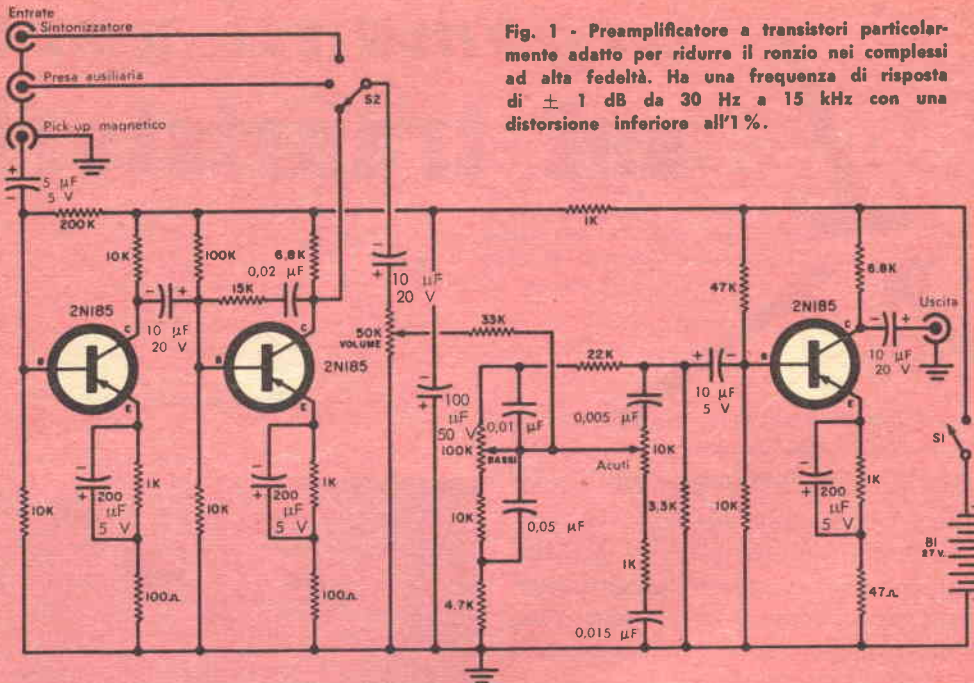 Entrate
Sintonizzatore
Presa ausiliaria
Pick-up magnetico
S2
Fig. 1 - Preamplificatore a transistori particolar-
mente adatto per ridurre il ronzio nei complessi
ad alta fedeltà. Ha una frequenza di risposta
di ± 1 dB da 30 Hz a 15 kHz con una
distorsione inferiore all'1%.
+
5 µF
-
5 V
200K
1K
10K
100K
6,8K
0,02 µF
15K
- +
10 µF
20 V
2N185
B
C
E
2N185
B
C
E
-
10 µF
+
20 V
50K
VOLUME
33K
-
100
µF
+
50 V
22K
0,01 µF
100K
BASSI
10K
0,05 µF
4.7K
0,005 µF
10K
Acuti
1K
0,015 µF
3.3K
+ -
10 µF
5 V
47K
10K
2N185
B
C
E
6.8K
- +
10 µF
20 V
Uscita
S1
B1
27 V.
10K
-
200
+
µF
5 V
1K
100Ω
10K
-
200
+
µF
5 V
1K
100Ω
-
200
+
µF
5 V
1K
47Ω